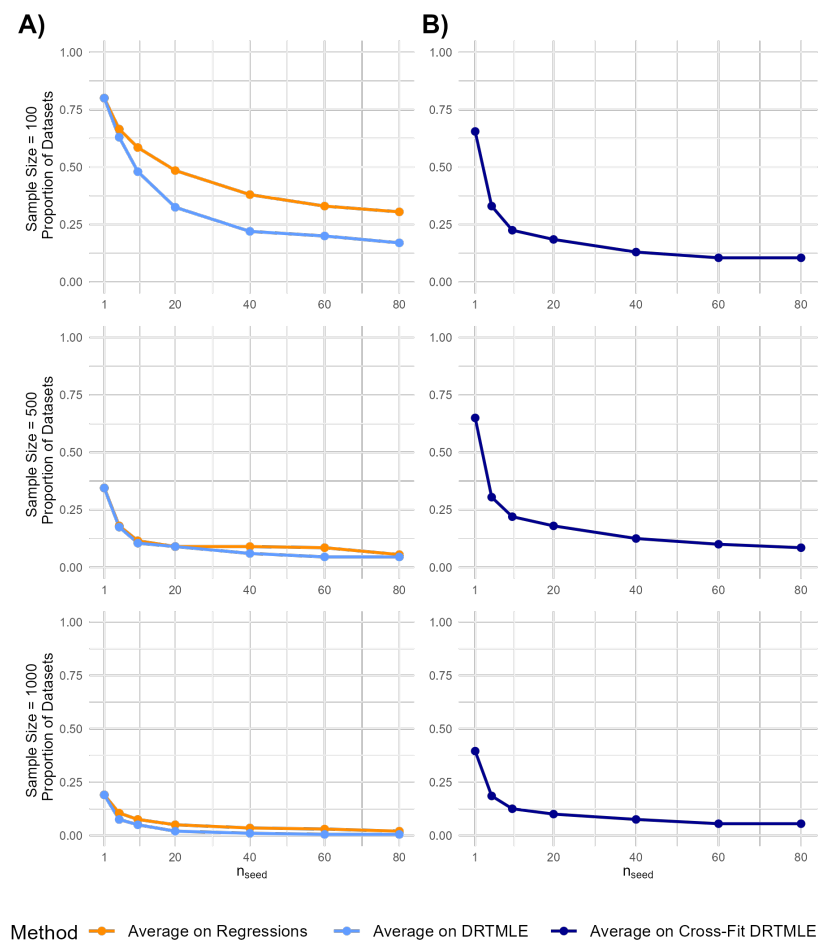 A)
B)
Sample Size = 100
Proportion of Datasets
1.00
0.75
0.50
0.25
0.00
1 20 40 60 80
1.00
0.75
0.50
0.25
0.00
1 20 40 60 80
Sample Size = 500
Proportion of Datasets
1.00
0.75
0.50
0.25
0.00
1 20 40 60 80
1.00
0.75
0.50
0.25
0.00
1 20 40 60 80
Sample Size = 1000
Proportion of Datasets
1.00
0.75
0.50
0.25
0.00
1 20 40 60 80
nseed
1.00
0.75
0.50
0.25
0.00
1 20 40 60 80
nseed
Method Average on Regressions Average on DRTMLE Average on Cross-Fit DRTMLE